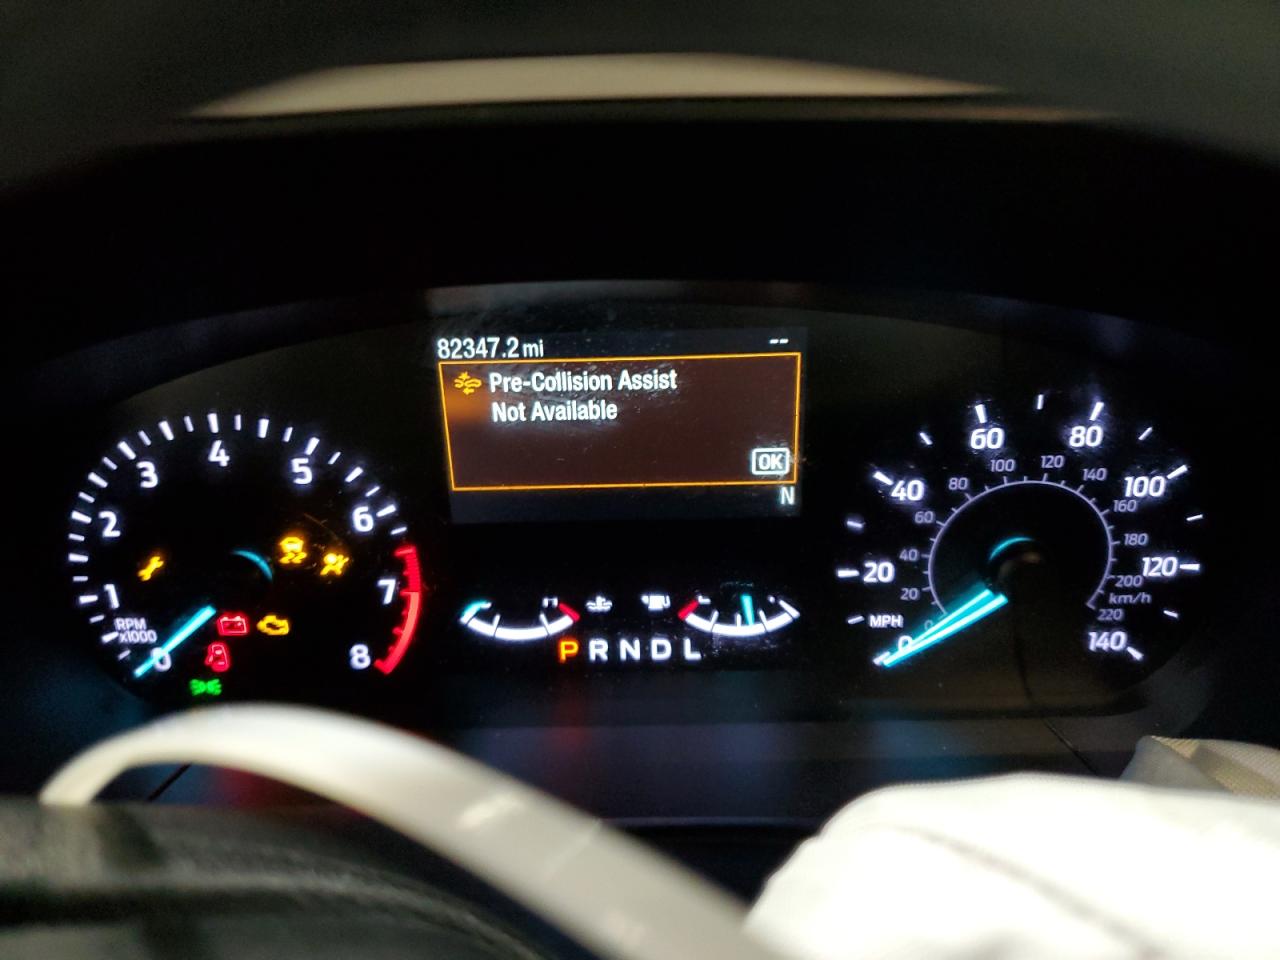 82347.2 mi --
Pre-Collision Assist
Not Available
OK
N
1 2 3 4 5 6 7 8
RPM
x1000
0
P R N D L
0 20 40 60 80 100 120 140
MPH
0 20 40 60 80 100 120 140 160 180 200 220
km/h